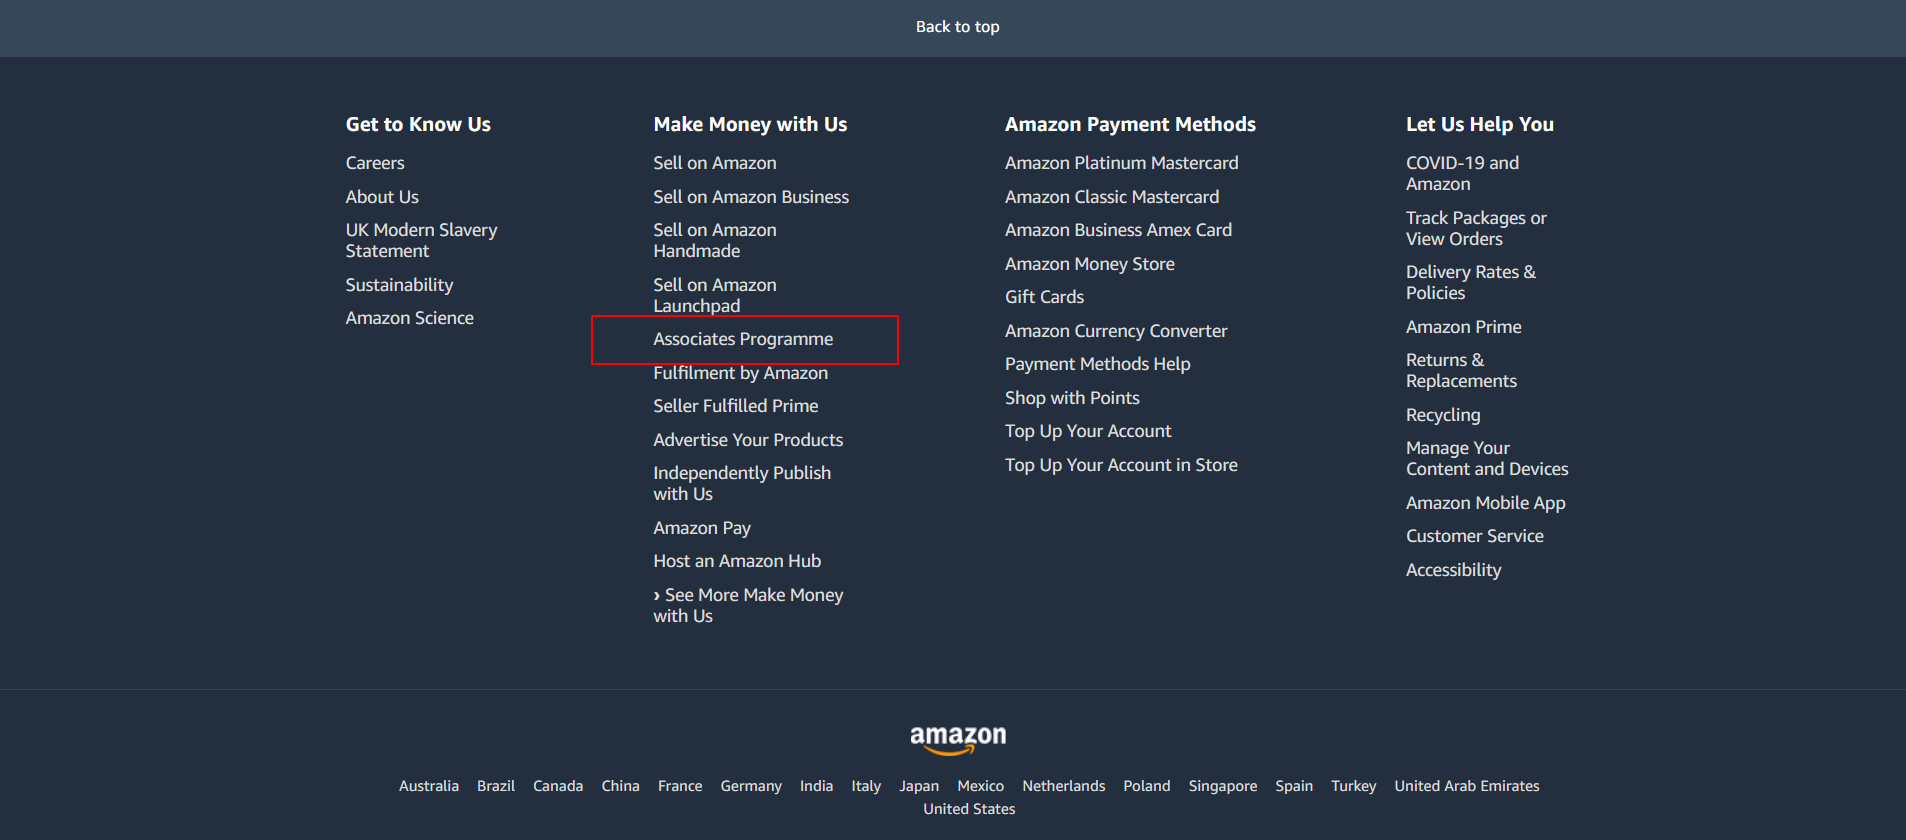 Back to top
Get to Know Us
Careers
About Us
UK Modern Slavery
Statement
Sustainability
Amazon Science
Make Money with Us
Sell on Amazon
Sell on Amazon Business
Sell on Amazon
Handmade
Sell on Amazon
Launchpad
Associates Programme
Fulfilment by Amazon
Seller Fulfilled Prime
Advertise Your Products
Independently Publish
with Us
Amazon Pay
Host an Amazon Hub
› See More Make Money
with Us
Amazon Payment Methods
Amazon Platinum Mastercard
Amazon Classic Mastercard
Amazon Business Amex Card
Amazon Money Store
Gift Cards
Amazon Currency Converter
Payment Methods Help
Shop with Points
Top Up Your Account
Top Up Your Account in Store
Let Us Help You
COVID-19 and
Amazon
Track Packages or
View Orders
Delivery Rates &
Policies
Amazon Prime
Returns &
Replacements
Recycling
Manage Your
Content and Devices
Amazon Mobile App
Customer Service
Accessibility
amazon
Australia Brazil Canada China France Germany India Italy Japan Mexico Netherlands Poland Singapore Spain Turkey United Arab Emirates
United States